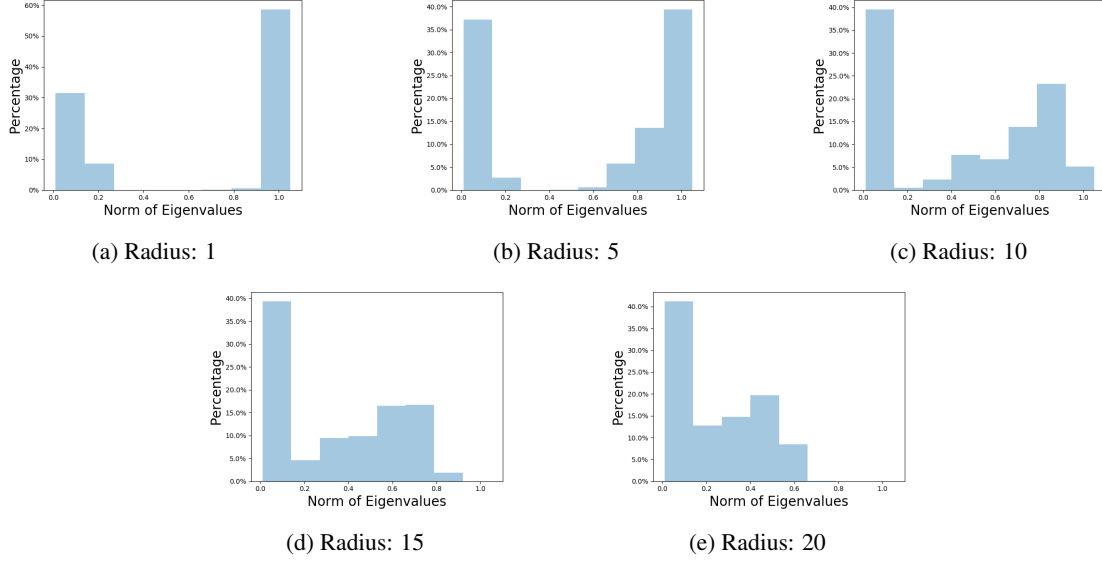 60%
50%
40%
30%
20%
10%
0%
Percentage
0.0 0.2 0.4 0.6 0.8 1.0
Norm of Eigenvalues
(a) Radius: 1
40.0%
35.0%
30.0%
25.0%
20.0%
15.0%
10.0%
5.0%
0.0%
Percentage
0.0 0.2 0.4 0.6 0.8 1.0
Norm of Eigenvalues
(b) Radius: 5
40.0%
35.0%
30.0%
25.0%
20.0%
15.0%
10.0%
5.0%
0.0%
Percentage
0.0 0.2 0.4 0.6 0.8 1.0
Norm of Eigenvalues
(c) Radius: 10
40.0%
35.0%
30.0%
25.0%
20.0%
15.0%
10.0%
5.0%
0.0%
Percentage
0.0 0.2 0.4 0.6 0.8 1.0
Norm of Eigenvalues
(d) Radius: 15
40.0%
35.0%
30.0%
25.0%
20.0%
15.0%
10.0%
5.0%
0.0%
Percentage
0.0 0.2 0.4 0.6 0.8 1.0
Norm of Eigenvalues
(e) Radius: 20